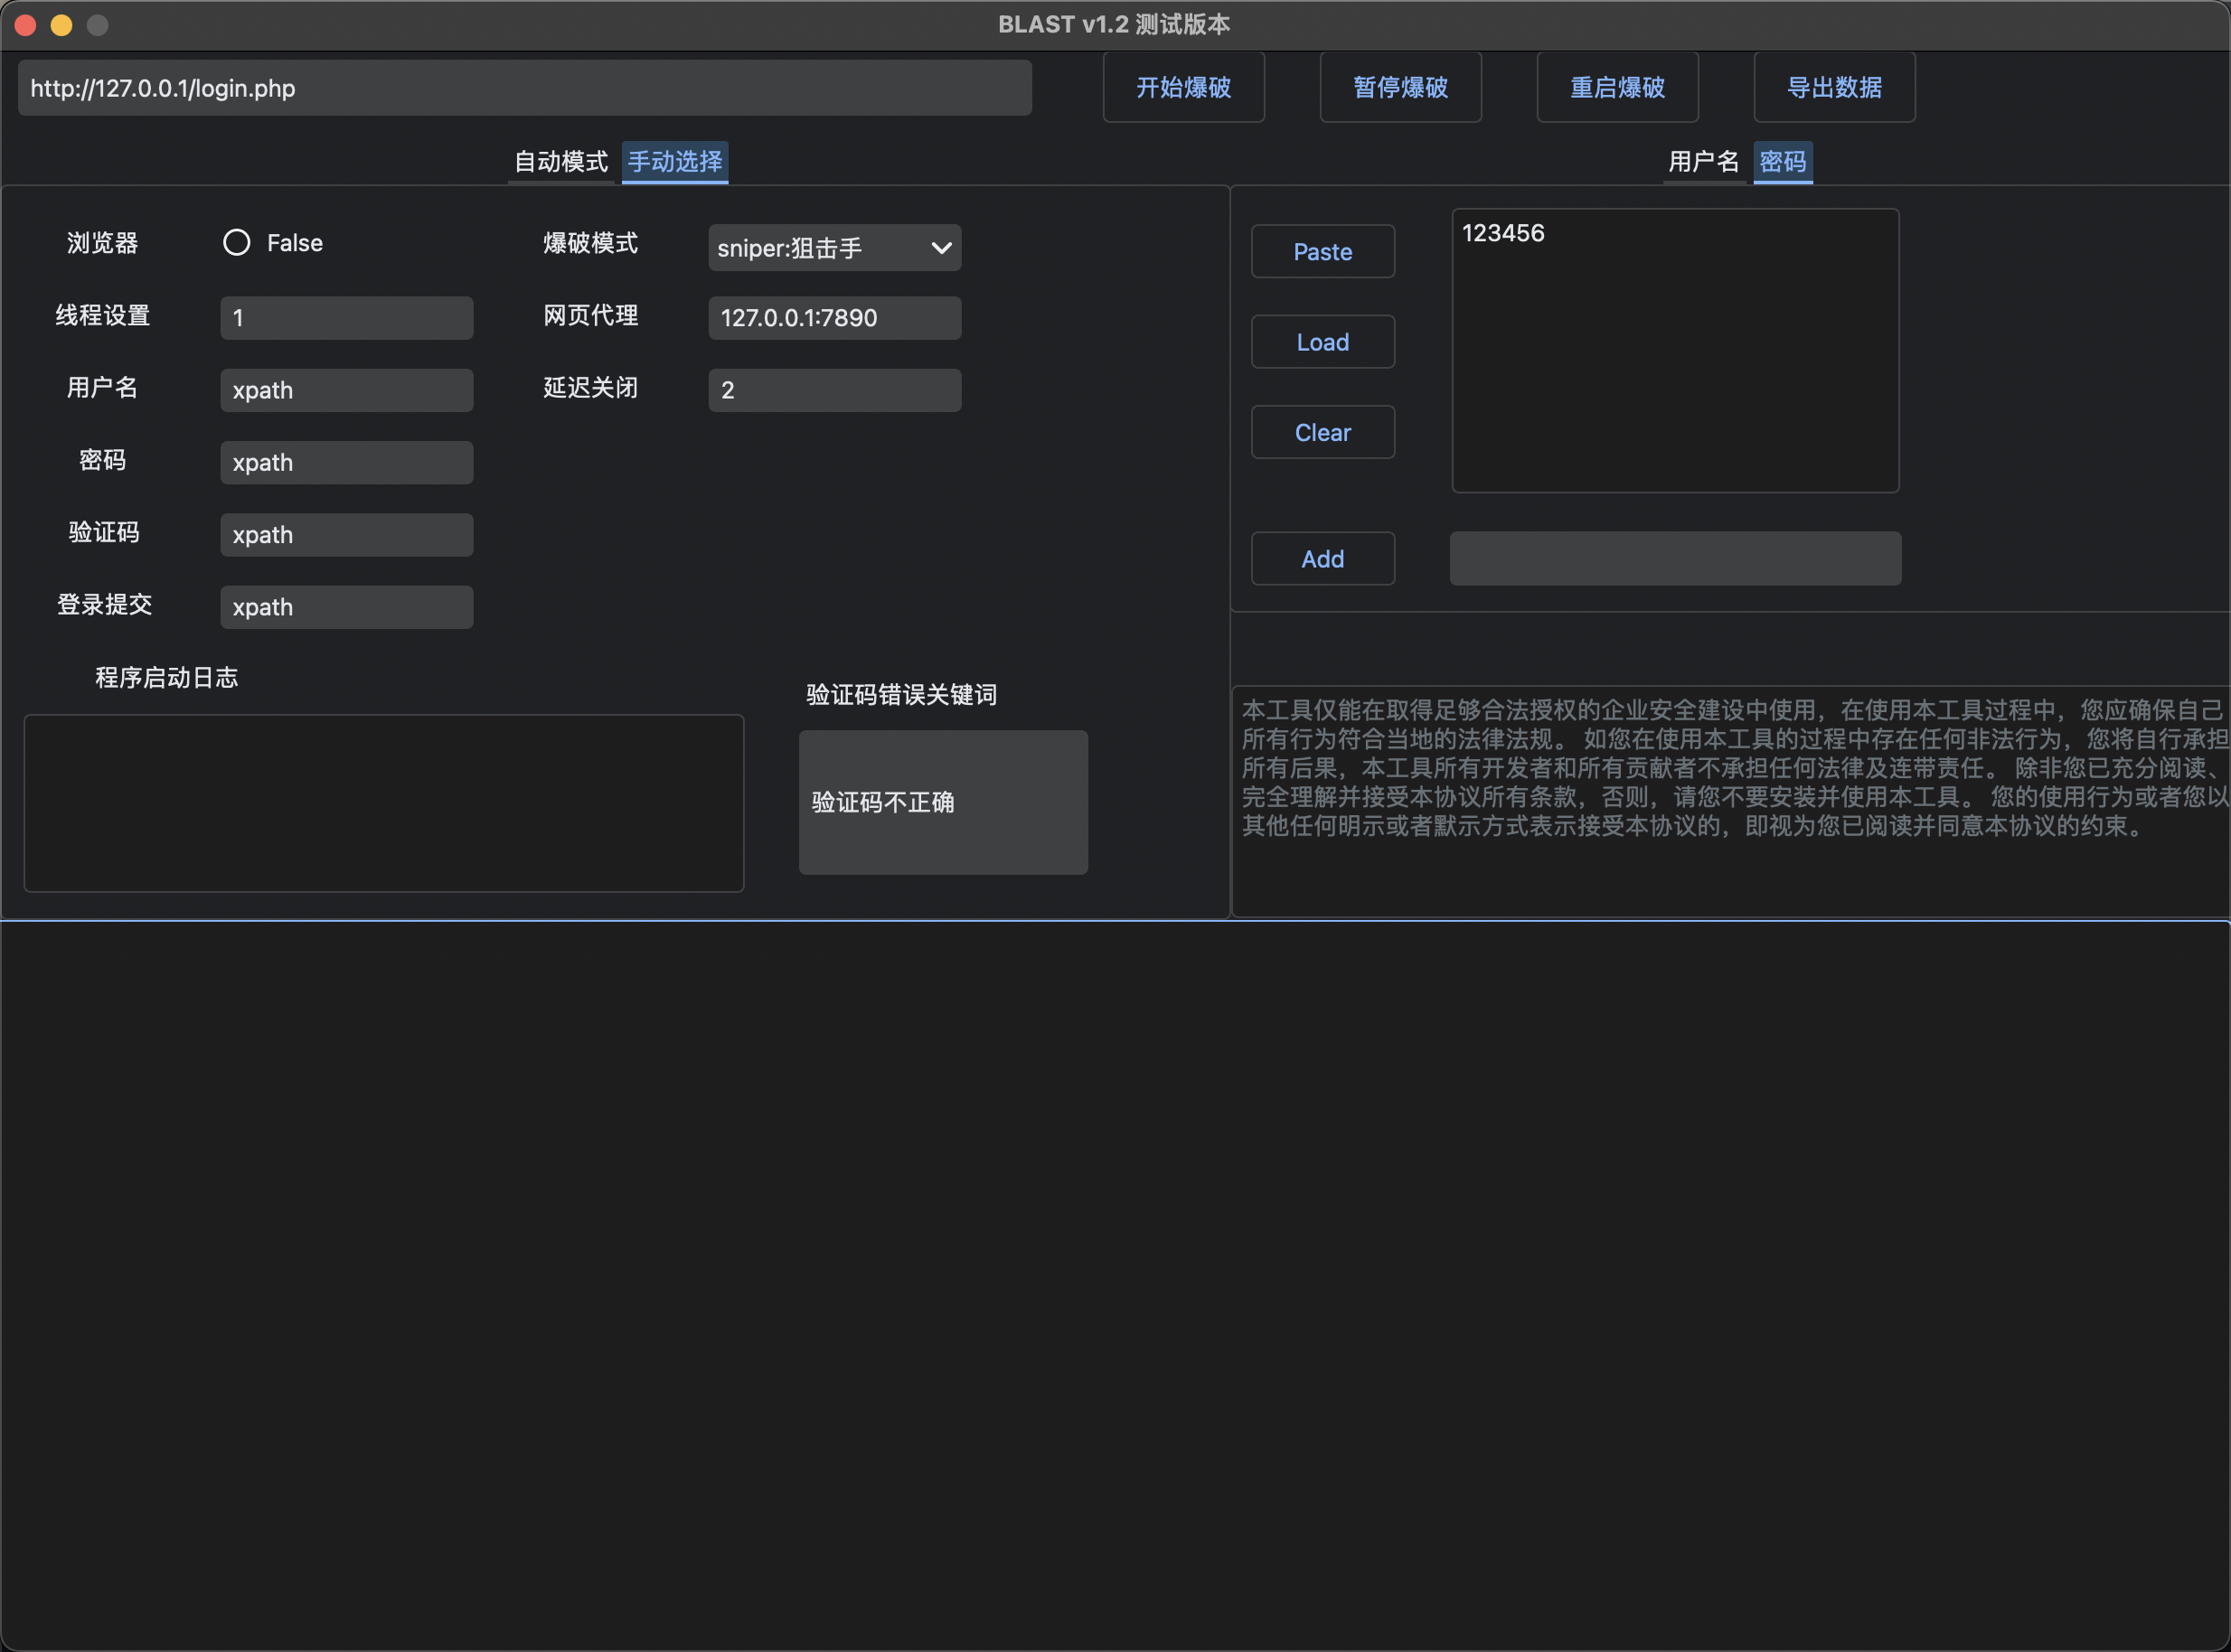 BLAST v1.2 测试版本
http://127.0.0.1/login.php
开始爆破
暂停爆破
重启爆破
导出数据
自动模式
手动选择
用户名
密码
浏览器
False
爆破模式
sniper:狙击手
线程设置
1
网页代理
127.0.0.1:7890
用户名
xpath
延迟关闭
2
密码
xpath
验证码
xpath
登录提交
xpath
程序启动日志
验证码错误关键词
验证码不正确
Paste
123456
Load
Clear
Add
本工具仅能在取得足够合法授权的企业安全建设中使用，在使用本工具过程中，您应确保自己
所有行为符合当地的法律法规。 如您在使用本工具的过程中存在任何非法行为，您将自行承担
所有后果，本工具所有开发者和所有贡献者不承担任何法律及连带责任。 除非您已充分阅读、
完全理解并接受本协议所有条款，否则，请您不要安装并使用本工具。 您的使用行为或者您以
其他任何明示或者默示方式表示接受本协议的，即视为您已阅读并同意本协议的约束。